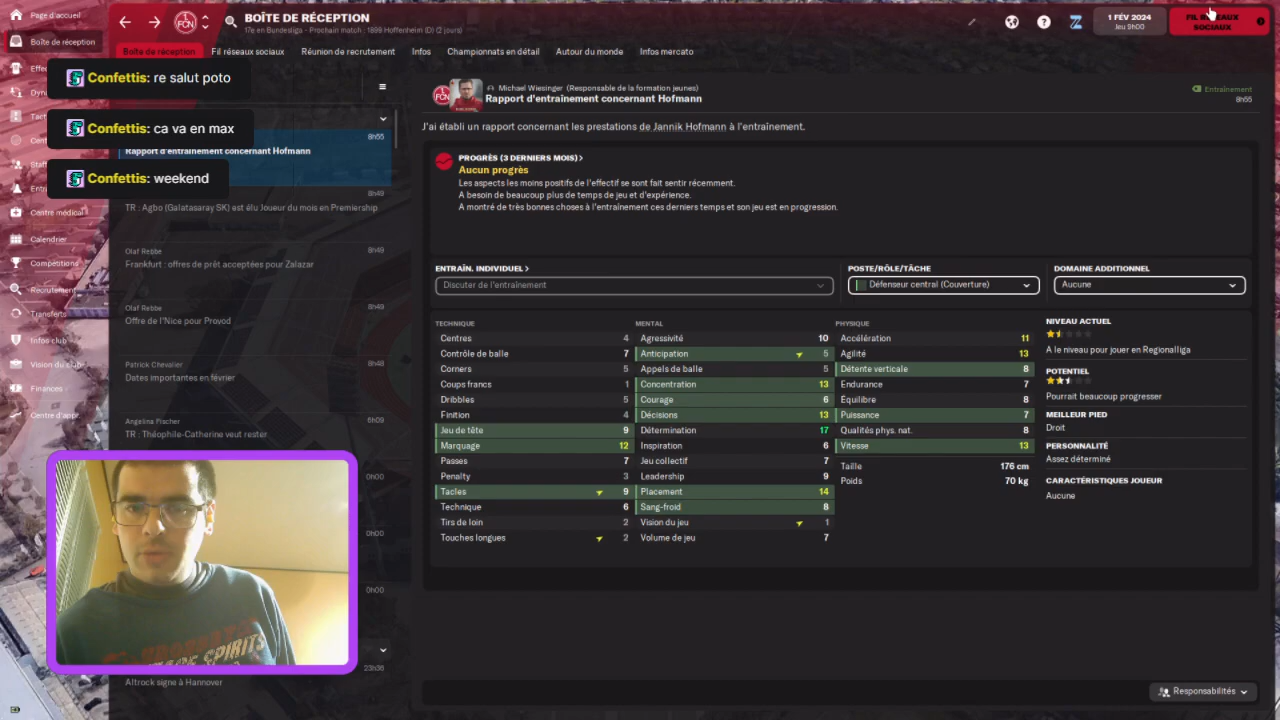 Page d'accueil
BOÎTE DE RÉCEPTION
17e en Bundesliga - Prochain match : 1899 Hoffenheim (D) (2 jours)
1 FÉV 2024
Jeu 9h00
SOCIAUX
Boîte de réception
Boîte de réception
Fil réseaux sociaux
Réunion de recrutement
Infos
Championnats en détail
Autour du monde
Infos mercato
Confettis: re salut poto
Confettis: ca va en max
Confettis: weekend
8h55
Rapport d'entraînement concernant Hofmann
8h49
TR : Agbo (Galatasaray SK) est élu Joueur du mois en Premiership
Olaf Rebbe
8h49
Frankfurt : offres de prêt acceptées pour Zalazar
Olaf Rebbe
8h49
Offre de l'Nice pour Provod
Patrick Chevalier
8h48
Dates importantes en février
Angelina Fischer
6h09
TR : Théophile-Catherine veut rester
0h00
0h00
0h00
23h36
Altrock signe à Hannover
Staff
Centre médical
Calendrier
Compétitions
Recrutement
Transferts
Infos club
Vision du club
Finances
Centre d'appr.
Michael Wiesinger (Responsable de la formation jeunes)
Rapport d'entraînement concernant Hofmann
Entraînement
8h55
J'ai établi un rapport concernant les prestations de Jannik Hofmann à l'entraînement.
PROGRÈS (3 DERNIERS MOIS) >
Aucun progrès
Les aspects les moins positifs de l'effectif se sont fait sentir récemment.
A besoin de beaucoup plus de temps de jeu et d'expérience.
A montré de très bonnes choses à l'entraînement ces derniers temps et son jeu est en progression.
ENTRAÎN. INDIVIDUEL >
Discuter de l'entraînement
POSTE/RÔLE/TÂCHE
Défenseur central (Couverture)
DOMAINE ADDITIONNEL
Aucune
TECHNIQUE
Centres 4
Contrôle de balle 7
Corners 5
Coups francs 1
Dribbles 5
Finition 4
Jeu de tête 9
Marquage 12
Passes 7
Penalty 3
Tacles 9
Technique 6
Tirs de loin 2
Touches longues 2
MENTAL
Agressivité 10
Anticipation 5
Appels de balle 5
Concentration 13
Courage 6
Décisions 13
Détermination 17
Inspiration 6
Jeu collectif 7
Leadership 9
Placement 14
Sang-froid 8
Vision du jeu 1
Volume de jeu 7
PHYSIQUE
Accélération 11
Agilité 13
Détente verticale 8
Endurance 7
Équilibre 8
Puissance 7
Qualités phys. nat. 8
Vitesse 13
Taille 176 cm
Poids 70 kg
NIVEAU ACTUEL
A le niveau pour jouer en Regionalliga
POTENTIEL
Pourrait beaucoup progresser
MEILLEUR PIED
Droit
PERSONNALITÉ
Assez déterminé
CARACTÉRISTIQUES JOUEUR
Aucune
Responsabilités